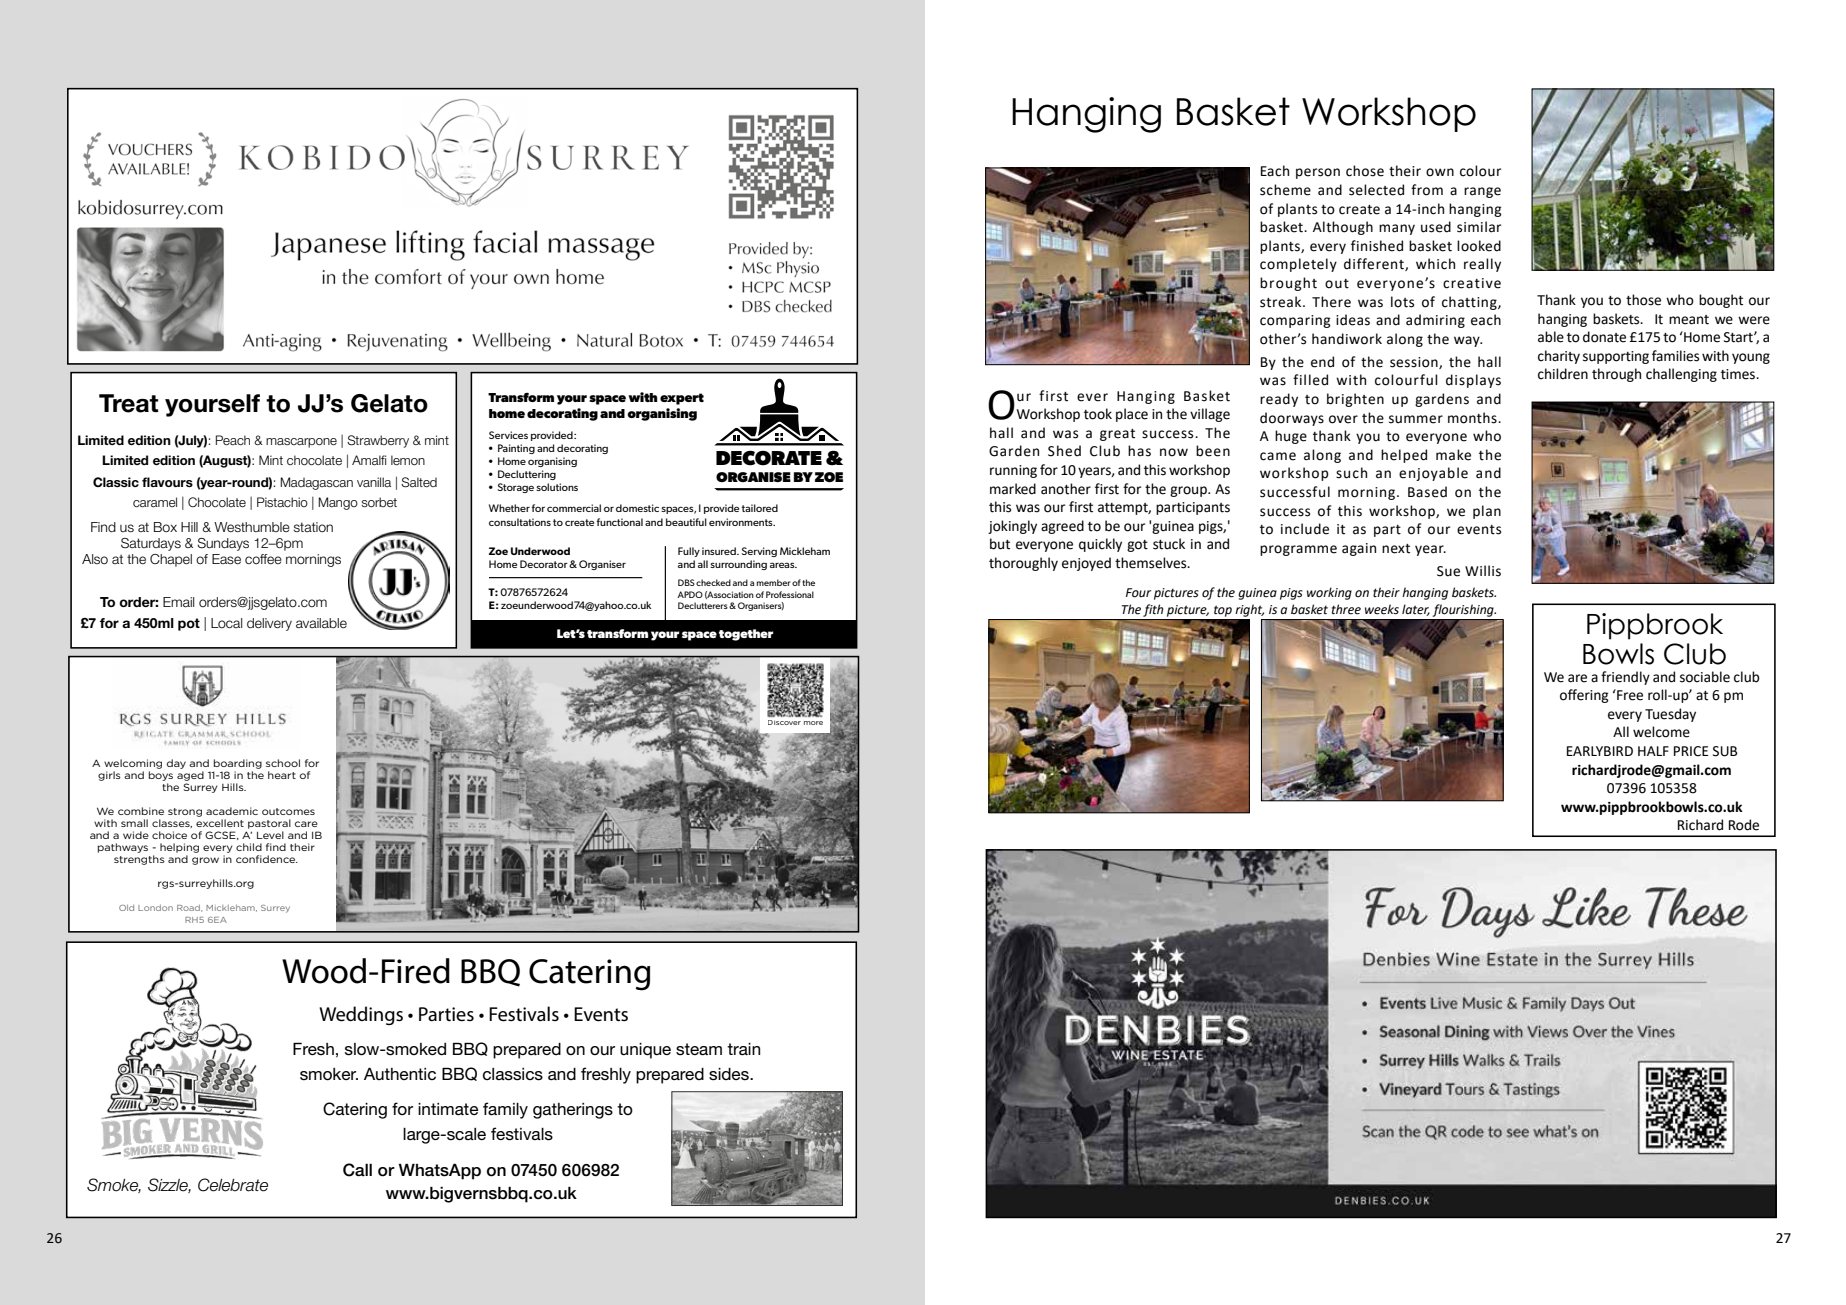 VOUCHERS
AVAILABLE!
kobidosurrey.com
KOBIDO SURREY
Japanese lifting facial massage
in the comfort of your own home
Provided by:
• MSc Physio
• HCPC MCSP
• DBS checked
Anti-aging • Rejuvenating • Wellbeing • Natural Botox • T: 07459 744654
Treat yourself to JJ's Gelato
Limited edition (July): Peach & mascarpone | Strawberry & mint
Limited edition (August): Mint chocolate | Amalfi lemon
Classic flavours (year-round): Madagascan vanilla | Salted
caramel | Chocolate | Pistachio | Mango sorbet
Find us at Box Hill & Westhumble station
Saturdays & Sundays 12–6pm
Also at the Chapel of Ease coffee mornings
To order: Email orders@jjsgelato.com
£7 for a 450ml pot | Local delivery available
ARTISAN
JJ's
GELATO
Transform your space with expert
home decorating and organising
Services provided:
• Painting and decorating
• Home organising
• Decluttering
• Storage solutions
DECORATE &
ORGANISE BY ZOE
Whether for commercial or domestic spaces, I provide tailored
consultations to create functional and beautiful environments.
Zoe Underwood
Home Decorator & Organiser
T: 07876572624
E: zoeunderwood74@yahoo.co.uk
Fully insured. Serving Mickleham
and all surrounding areas.
DBS checked and a member of the
APDO (Association of Professional
Declutterers & Organisers)
Let's transform your space together
RGS SURREY HILLS
REIGATE GRAMMAR SCHOOL
FAMILY OF SCHOOLS
A welcoming day and boarding school for
girls and boys aged 11-18 in the heart of
the Surrey Hills.
We combine strong academic outcomes
with small classes, excellent pastoral care
and a wide choice of GCSE, A' Level and IB
pathways - helping every child find their
strengths and grow in confidence.
rgs-surreyhills.org
Old London Road, Mickleham, Surrey
RH5 6EA
Discover more
Wood-Fired BBQ Catering
Weddings • Parties • Festivals • Events
Fresh, slow-smoked BBQ prepared on our unique steam train
smoker. Authentic BBQ classics and freshly prepared sides.
Catering for intimate family gatherings to
large-scale festivals
Call or WhatsApp on 07450 606982
www.bigvernsbbq.co.uk
BIG VERNS
SMOKER AND GRILL
Smoke, Sizzle, Celebrate
26
Hanging Basket Workshop
Our first ever Hanging Basket
Workshop took place in the village
hall and was a great success. The
Garden Shed Club has now been
running for 10 years, and this workshop
marked another first for the group. As
this was our first attempt, participants
jokingly agreed to be our 'guinea pigs,'
but everyone quickly got stuck in and
thoroughly enjoyed themselves.
Each person chose their own colour
scheme and selected from a range
of plants to create a 14-inch hanging
basket. Although many used similar
plants, every finished basket looked
completely different, which really
brought out everyone's creative
streak. There was lots of chatting,
comparing ideas and admiring each
other's handiwork along the way.
By the end of the session, the hall
was filled with colourful displays
ready to brighten up gardens and
doorways over the summer months.
A huge thank you to everyone who
came along and helped make the
workshop such an enjoyable and
successful morning. Based on the
success of this workshop, we plan
to include it as part of our events
programme again next year.
Sue Willis
Four pictures of the guinea pigs working on their hanging baskets.
The fith picture, top right, is a basket three weeks later, flourishing.
Thank you to those who bought our
hanging baskets. It meant we were
able to donate £175 to 'Home Start', a
charity supporting families with young
children through challenging times.
Pippbrook
Bowls Club
We are a friendly and sociable club
offering 'Free roll-up' at 6 pm
every Tuesday
All welcome
EARLYBIRD HALF PRICE SUB
richardjrode@gmail.com
07396 105358
www.pippbrookbowls.co.uk
Richard Rode
DENBIES
WINE ESTATE
For Days Like These
Denbies Wine Estate in the Surrey Hills
• Events Live Music & Family Days Out
• Seasonal Dining with Views Over the Vines
• Surrey Hills Walks & Trails
• Vineyard Tours & Tastings
Scan the QR code to see what's on
DENBIES.CO.UK
27